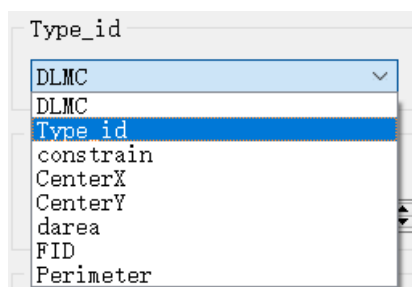 Type_id
DLMC
DLMC
Type_id
constrain
CenterX
CenterY
darea
FID
Perimeter